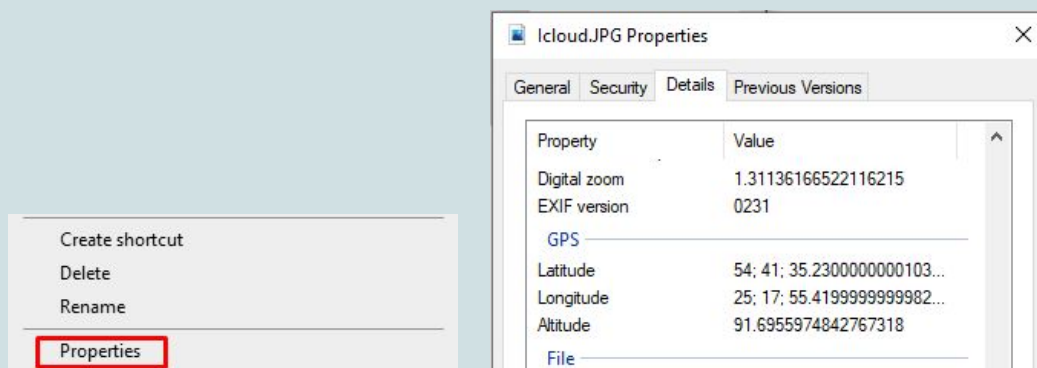 Create shortcut
Delete
Rename
Properties
Icloud.JPG Properties
General Security Details Previous Versions
Property Value
Digital zoom 1.31136166522116215
EXIF version 0231
GPS
Latitude 54; 41; 35.2300000000103...
Longitude 25; 17; 55.4199999999982...
Altitude 91.6955974842767318
File